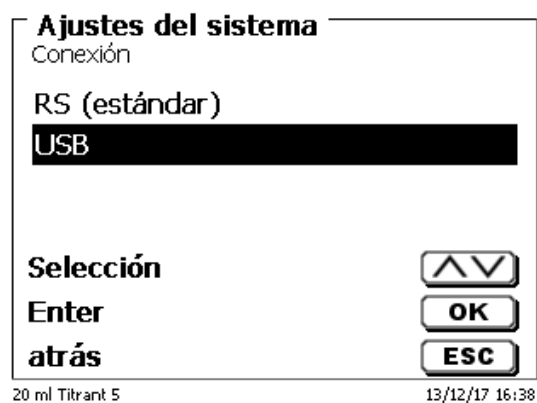 Ajustes del sistema
Conexión
RS (estándar)
USB
Selección
Enter OK
atrás ESC
20 ml Titrant 5 13/12/17 16:38